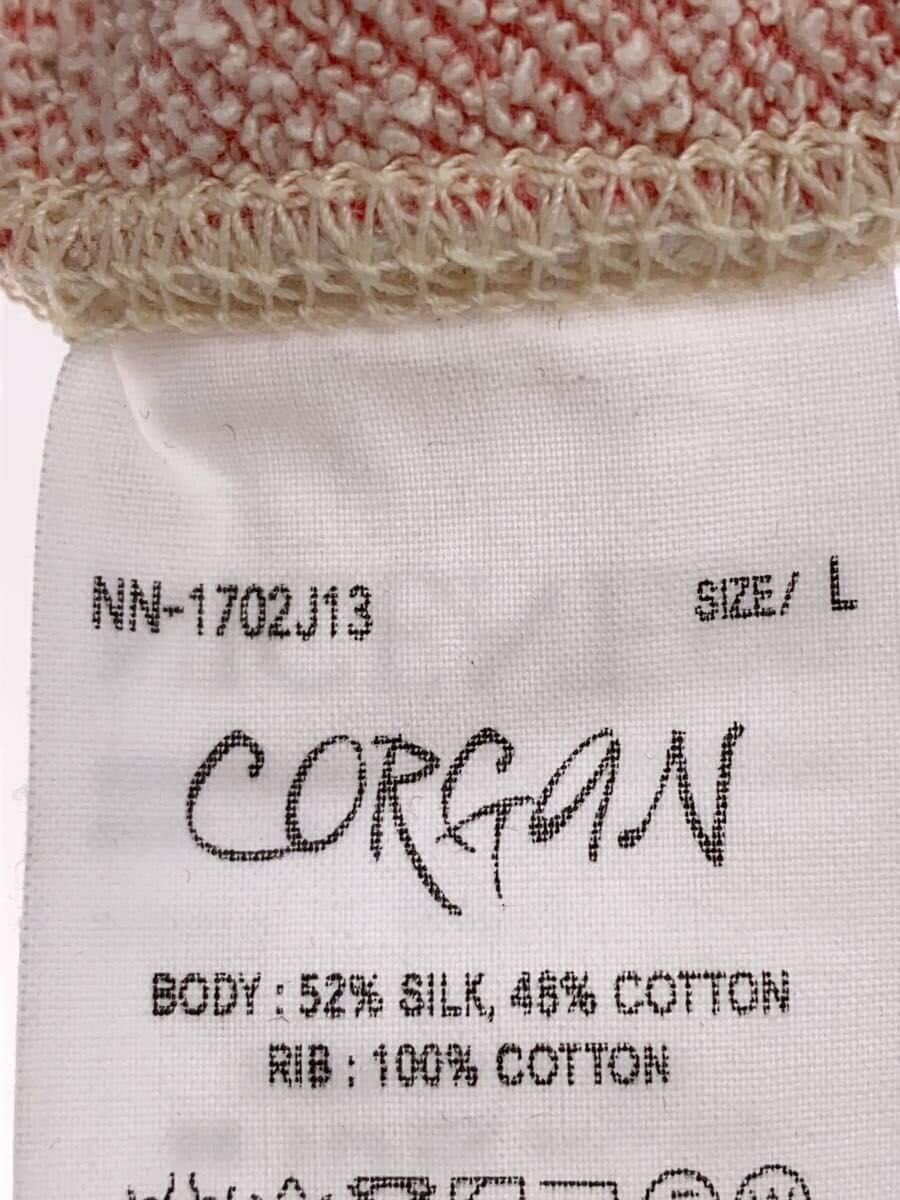 NN-1702J13 SIZE/ L
CORGAN
BODY : 52% SILK, 48% COTTON
RIB : 100% COTTON